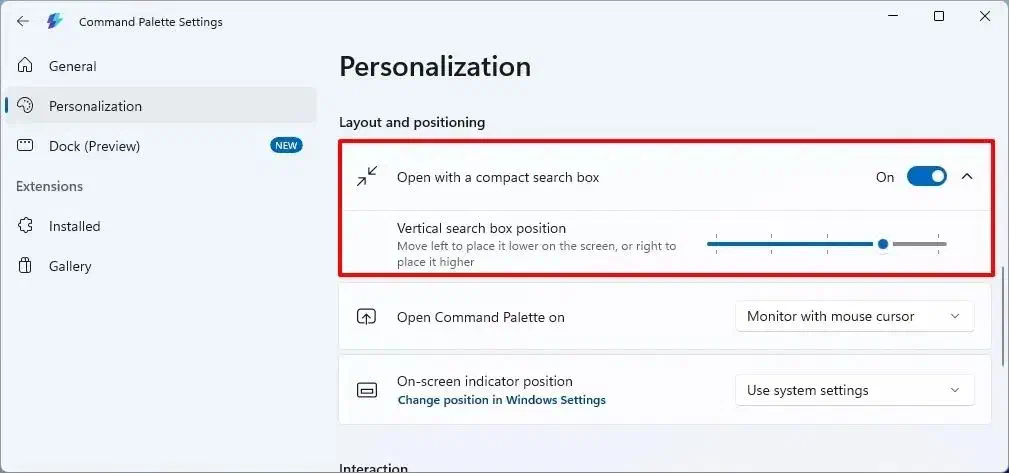 Command Palette Settings
General
Personalization
Dock (Preview)
NEW
Extensions
Installed
Gallery
Personalization
Layout and positioning
Open with a compact search box
On
Vertical search box position
Move left to place it lower on the screen, or right to
place it higher
Open Command Palette on
Monitor with mouse cursor
On-screen indicator position
Change position in Windows Settings
Use system settings
Interaction